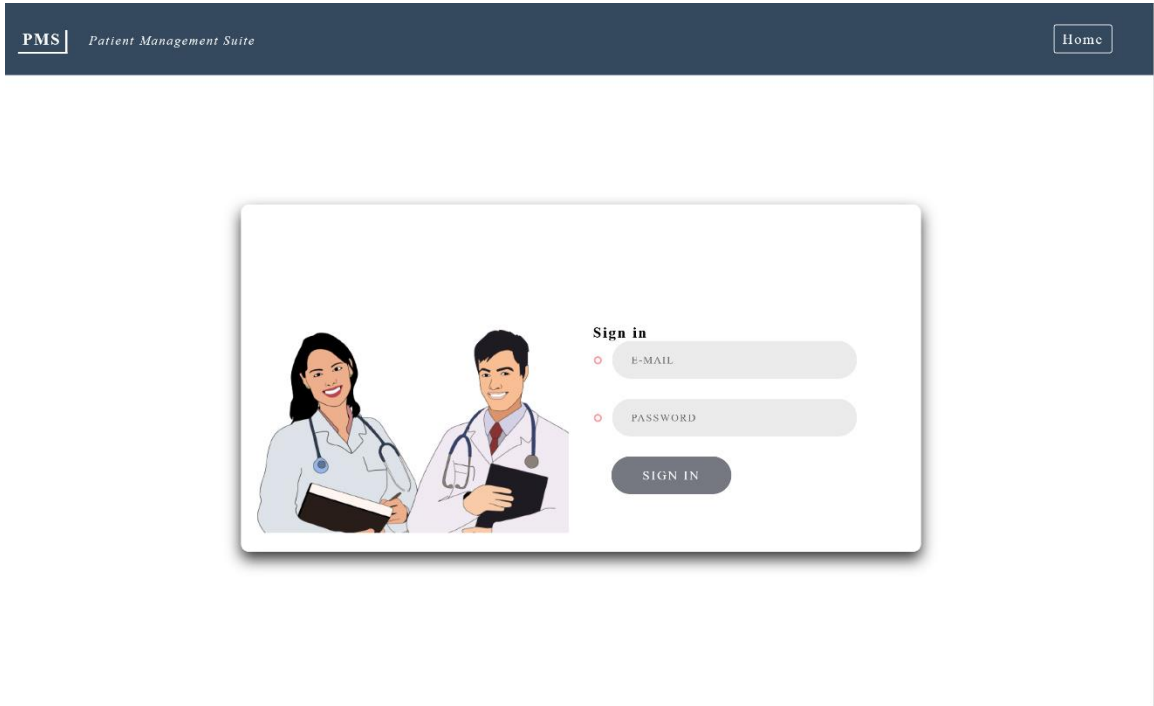 PMS Patient Management Suite Home
Sign in
E-MAIL
PASSWORD
SIGN IN